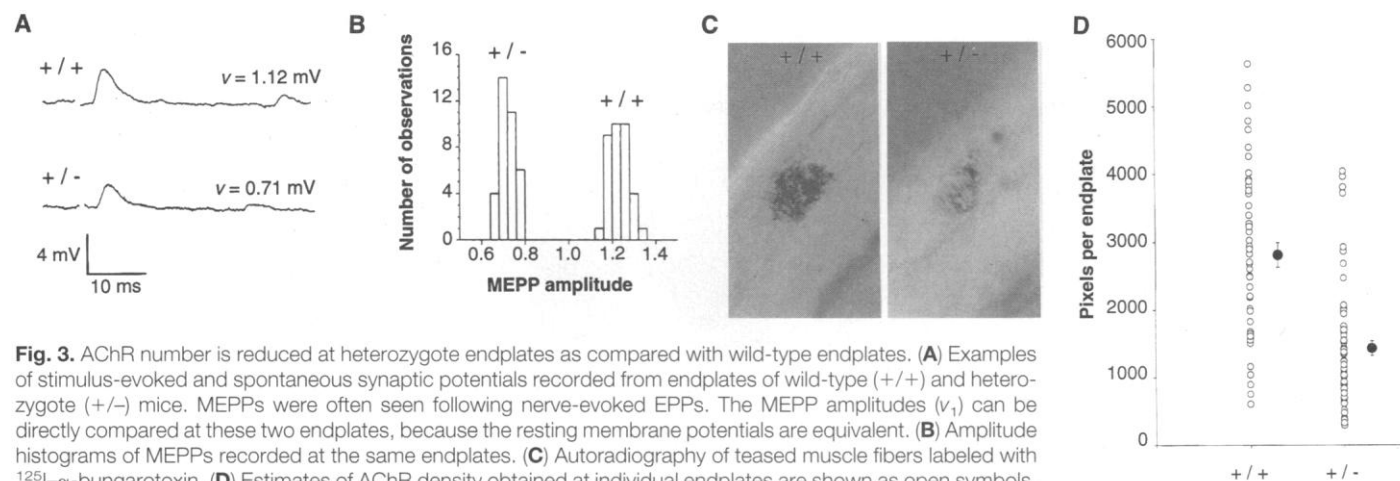 A
+ / +
v = 1.12 mV
+ / -
v = 0.71 mV
4 mV
10 ms
B
Number of observations
16
12
8
4
0
+ / -
+ / +
0.6 0.8 1.0 1.2 1.4
MEPP amplitude
C
+ / +
+ / -
D
Pixels per endplate
6000
5000
4000
3000
2000
1000
0
+ / + + / -
Fig. 3. AChR number is reduced at heterozygote endplates as compared with wild-type endplates. (A) Examples
of stimulus-evoked and spontaneous synaptic potentials recorded from endplates of wild-type (+/+) and hetero-
zygote (+/–) mice. MEPPs were often seen following nerve-evoked EPPs. The MEPP amplitudes (v₁) can be
directly compared at these two endplates, because the resting membrane potentials are equivalent. (B) Amplitude
histograms of MEPPs recorded at the same endplates. (C) Autoradiography of teased muscle fibers labeled with
¹²⁵I-α-bungarotoxin. (D) Estimates of AChR density obtained at individual endplates are shown as open symbols.